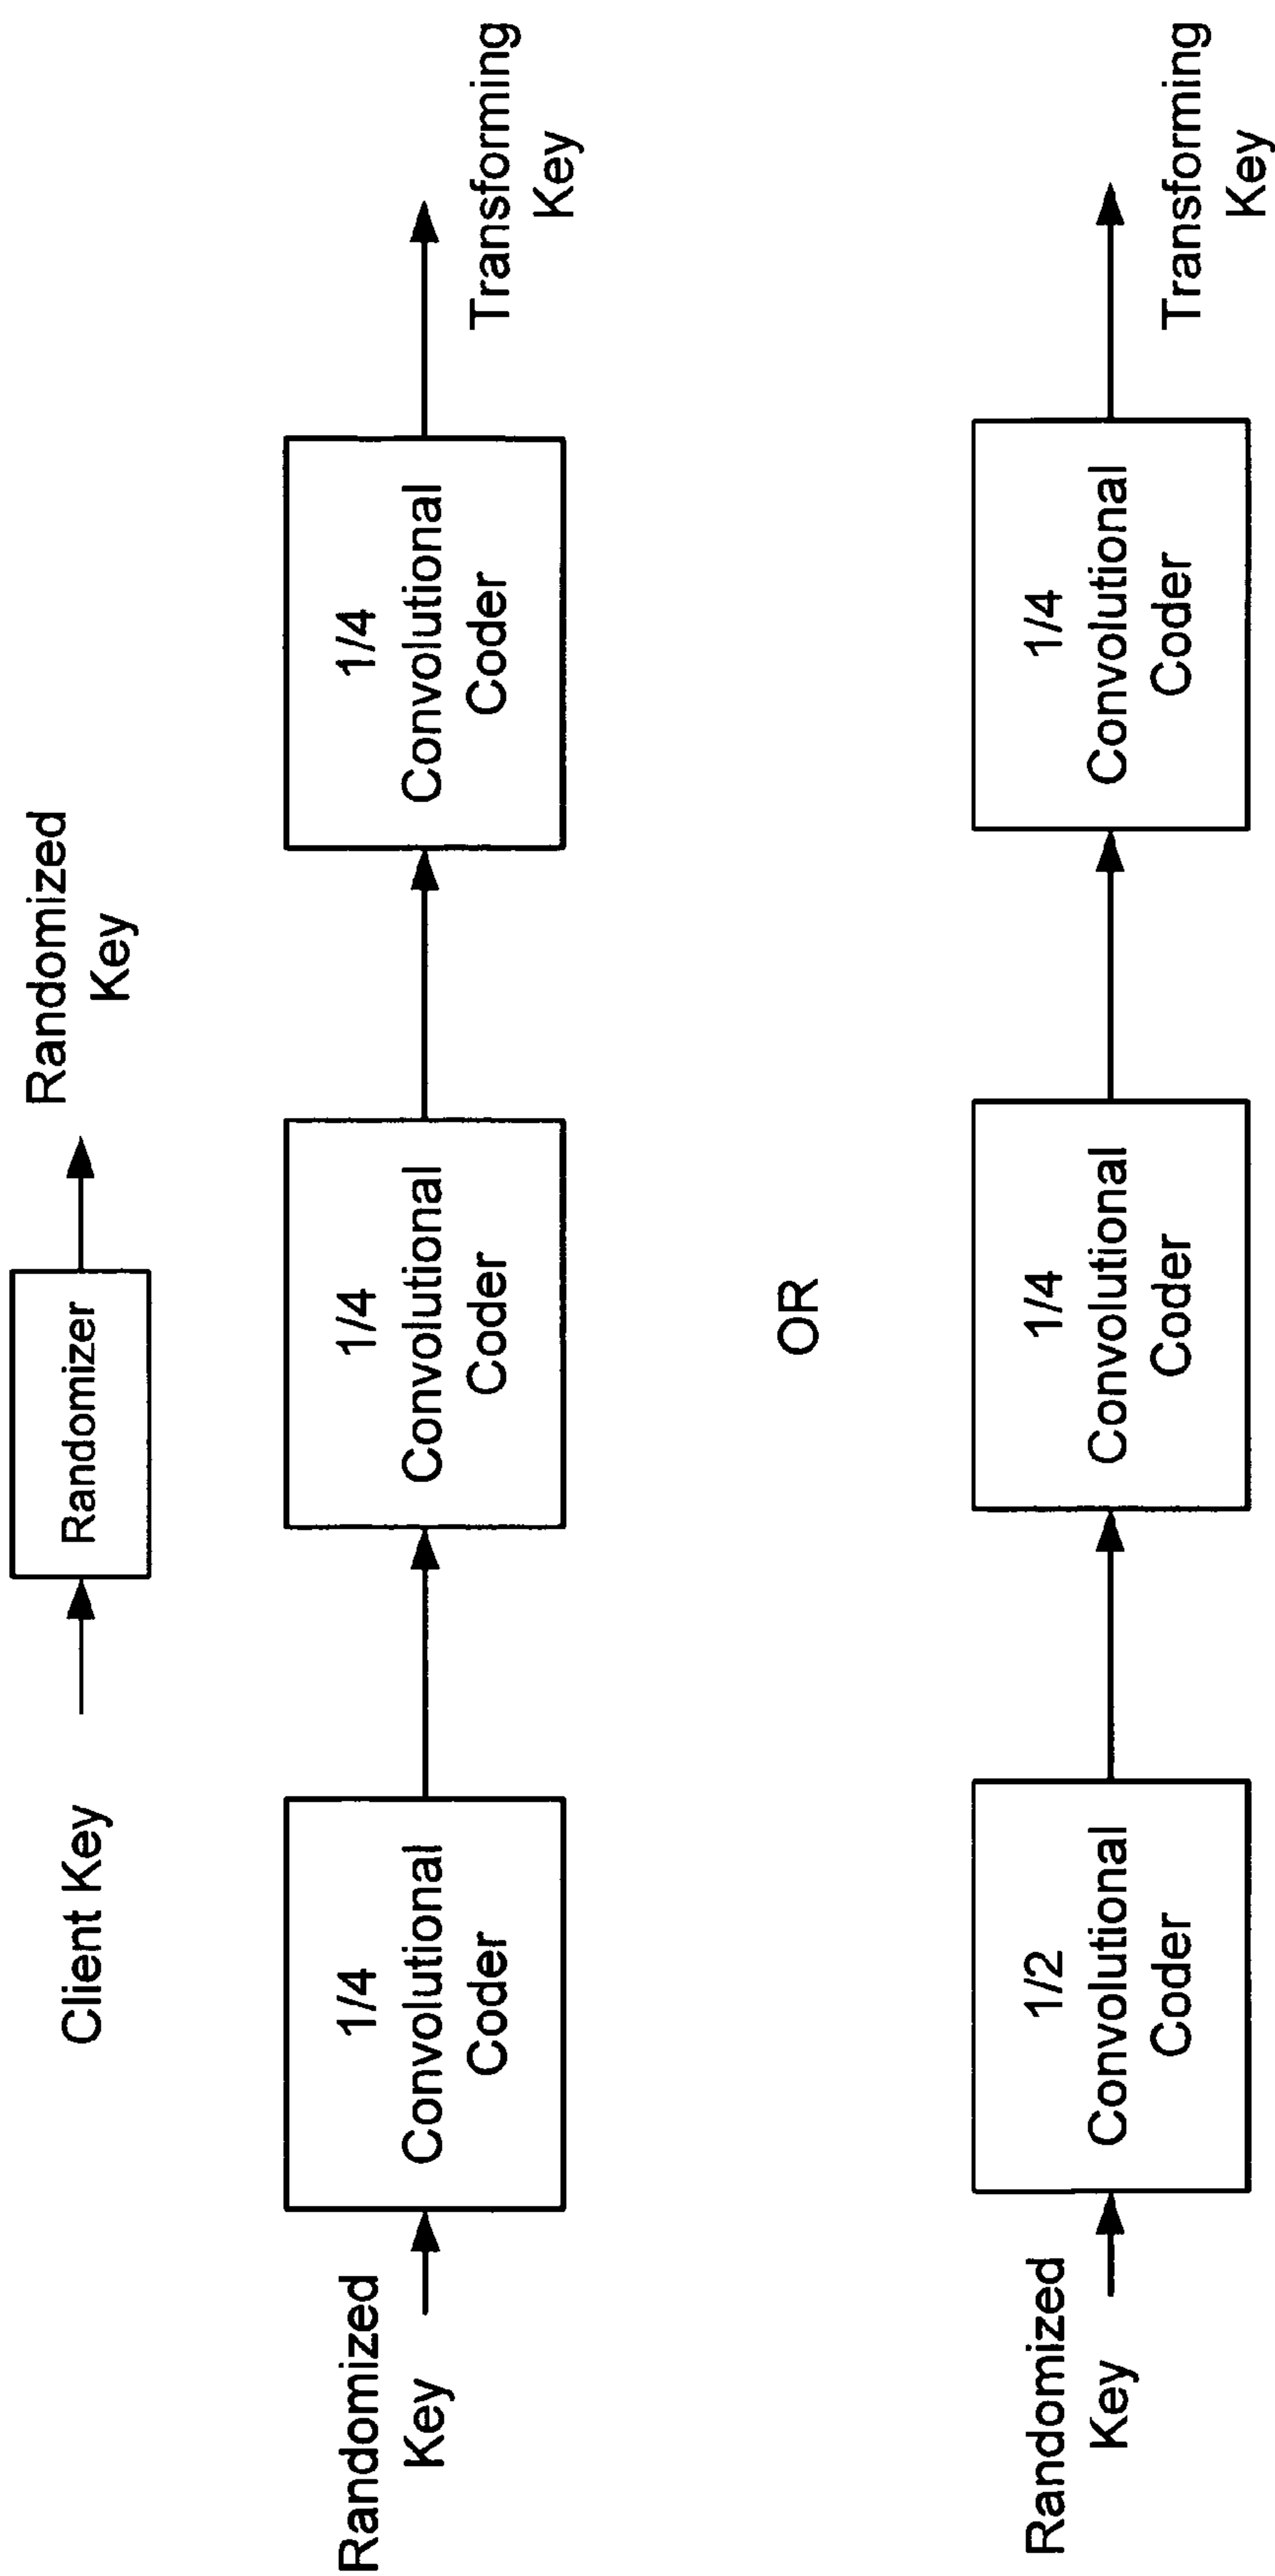 Client Key
Randomizer
Randomized
Key
Randomized
Key
1/4
Convolutional
Coder
1/4
Convolutional
Coder
1/4
Convolutional
Coder
Transforming
Key
OR
Randomized
Key
1/2
Convolutional
Coder
1/4
Convolutional
Coder
1/4
Convolutional
Coder
Transforming
Key